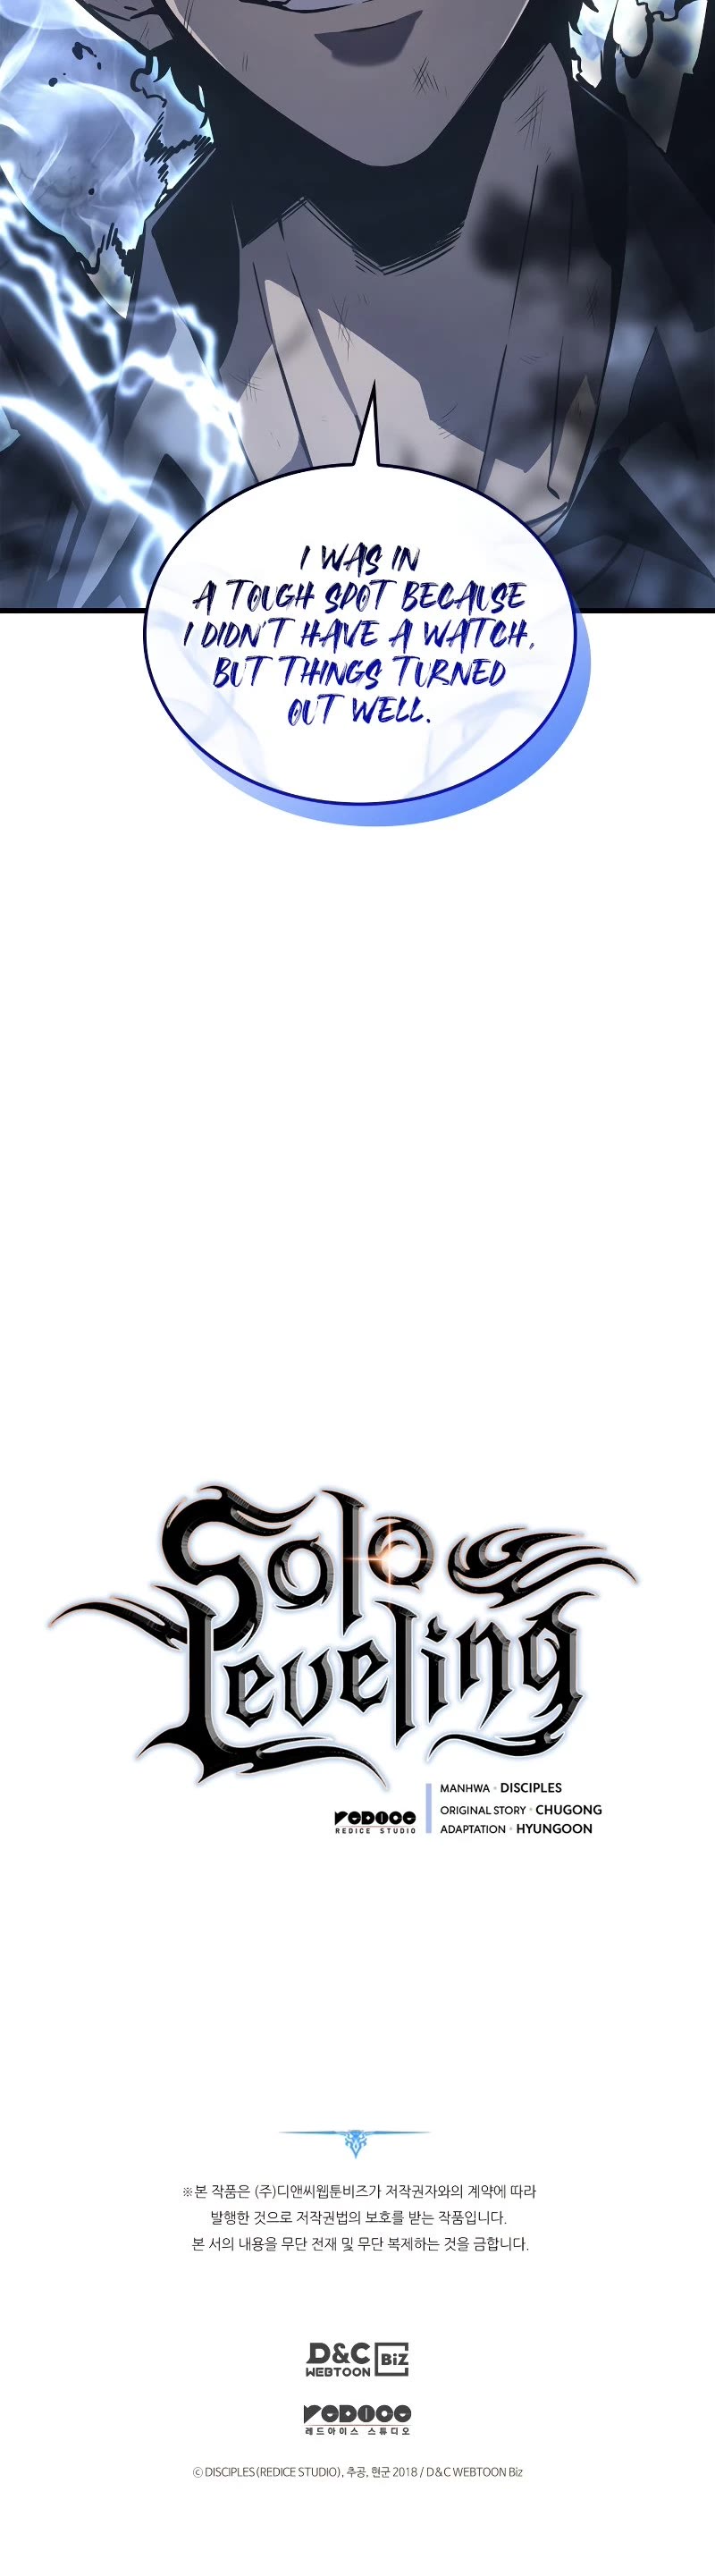 I WAS IN
A TOUGH SPOT BECAUSE
I DIDN'T HAVE A WATCH,
BUT THINGS TURNED
OUT WELL.
Solo
Leveling
REDICE
REDICE STUDIO
MANHWA • DISCIPLES
ORIGINAL STORY • CHUGONG
ADAPTATION • HYUNGOON
※본 작품은 (주)디앤씨웹툰비즈가 저작권자와의 계약에 따라
발행한 것으로 저작권법의 보호를 받는 작품입니다.
본 서의 내용을 무단 전재 및 무단 복제하는 것을 금합니다.
D&C
WEBTOON BiZ
REDICE
레드아이스 스튜디오
ⓒ DISCIPLES(REDICE STUDIO), 추공, 현군 2018 / D&C WEBTOON Biz